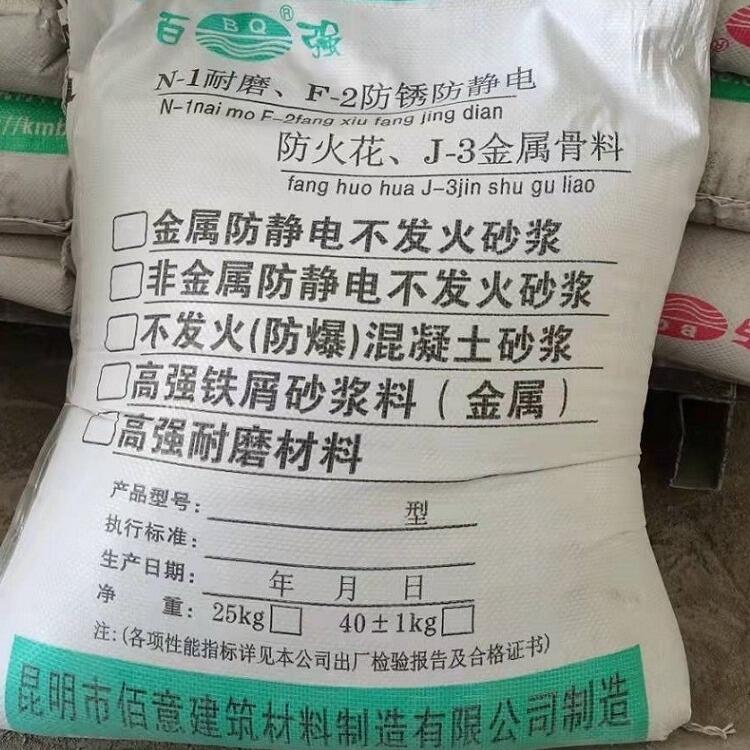 百 BQ® 强
N-1耐磨、F-2防锈防静电
N-1nai mo F-2fang xiu fang jing dian
防火花、J-3金属骨料
fang huo hua J-3jin shu gu liao
金属防静电不发火砂浆
非金属防静电不发火砂浆
不发火(防爆)混凝土砂浆
高强铁屑砂浆料(金属)
高强耐磨材料
产品型号: 型
执行标准:
生产日期: 年 月 日
净 重: 25kg 40±1kg
注:(各项性能指标详见本公司出厂检验报告及合格证书)
昆明市佰意建筑材料制造有限公司制造
//kmb